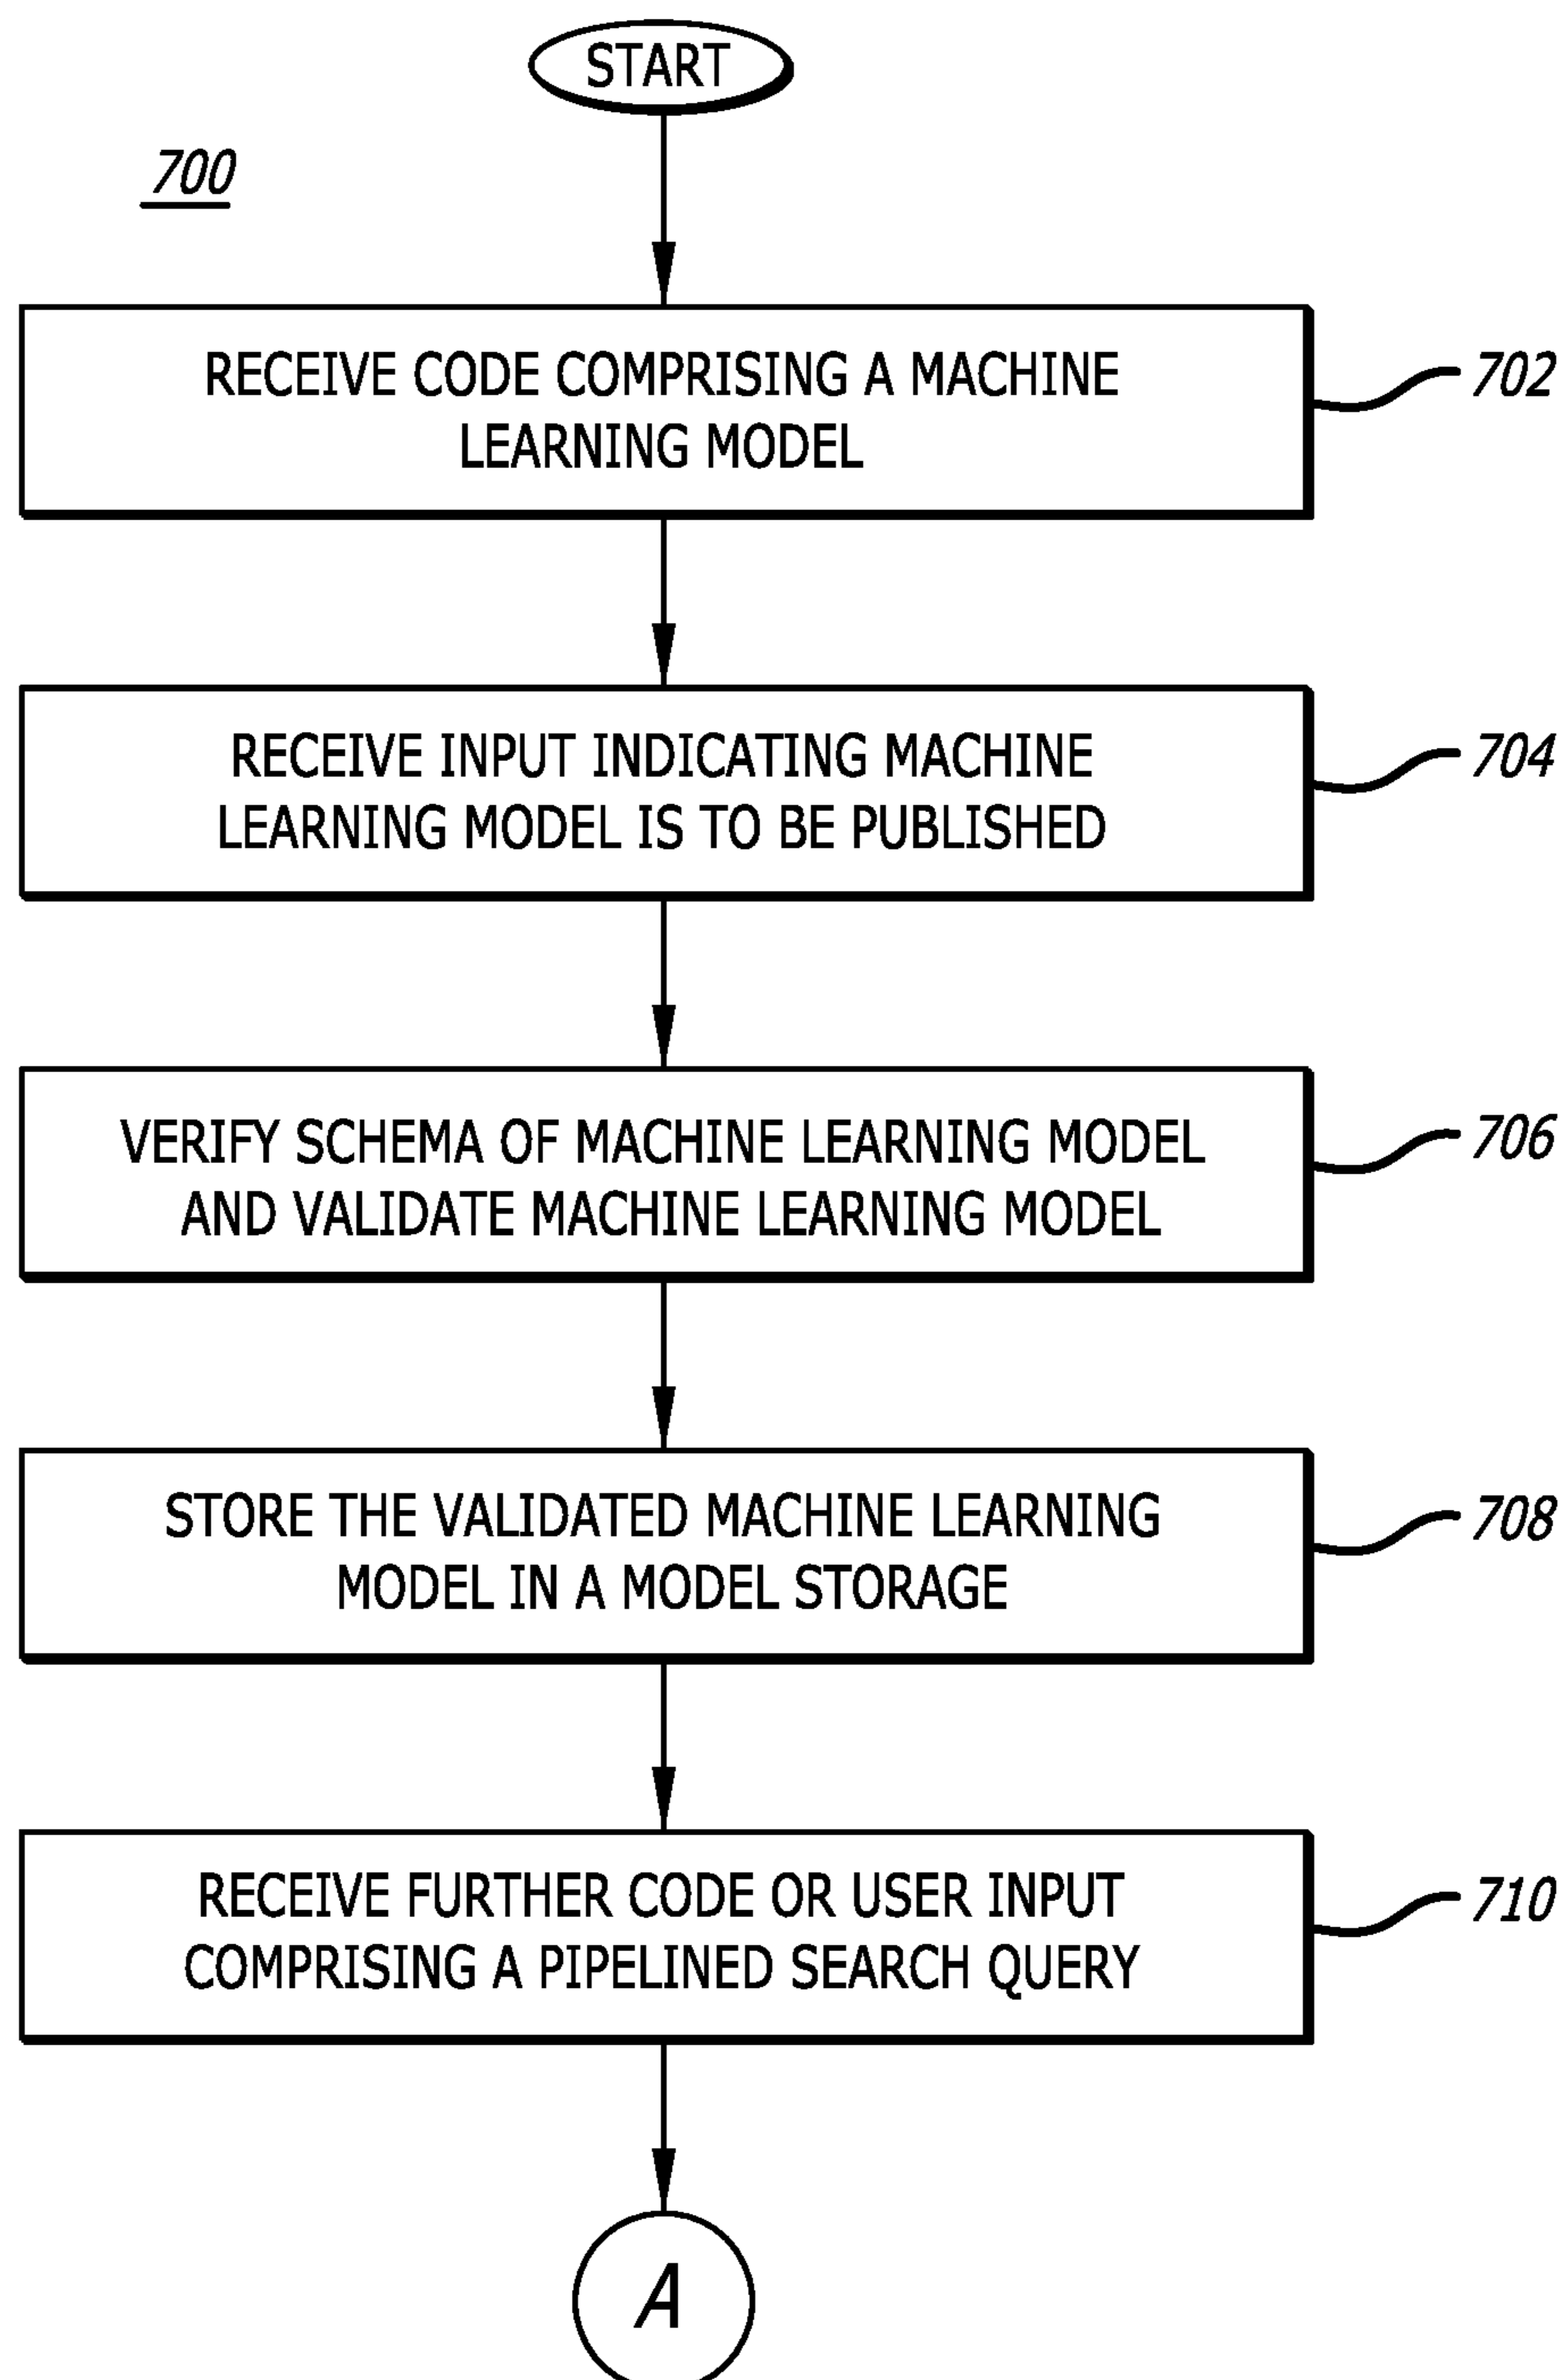 START
700
RECEIVE CODE COMPRISING A MACHINE
LEARNING MODEL
702
RECEIVE INPUT INDICATING MACHINE
LEARNING MODEL IS TO BE PUBLISHED
704
VERIFY SCHEMA OF MACHINE LEARNING MODEL
AND VALIDATE MACHINE LEARNING MODEL
706
STORE THE VALIDATED MACHINE LEARNING
MODEL IN A MODEL STORAGE
708
RECEIVE FURTHER CODE OR USER INPUT
COMPRISING A PIPELINED SEARCH QUERY
710
A